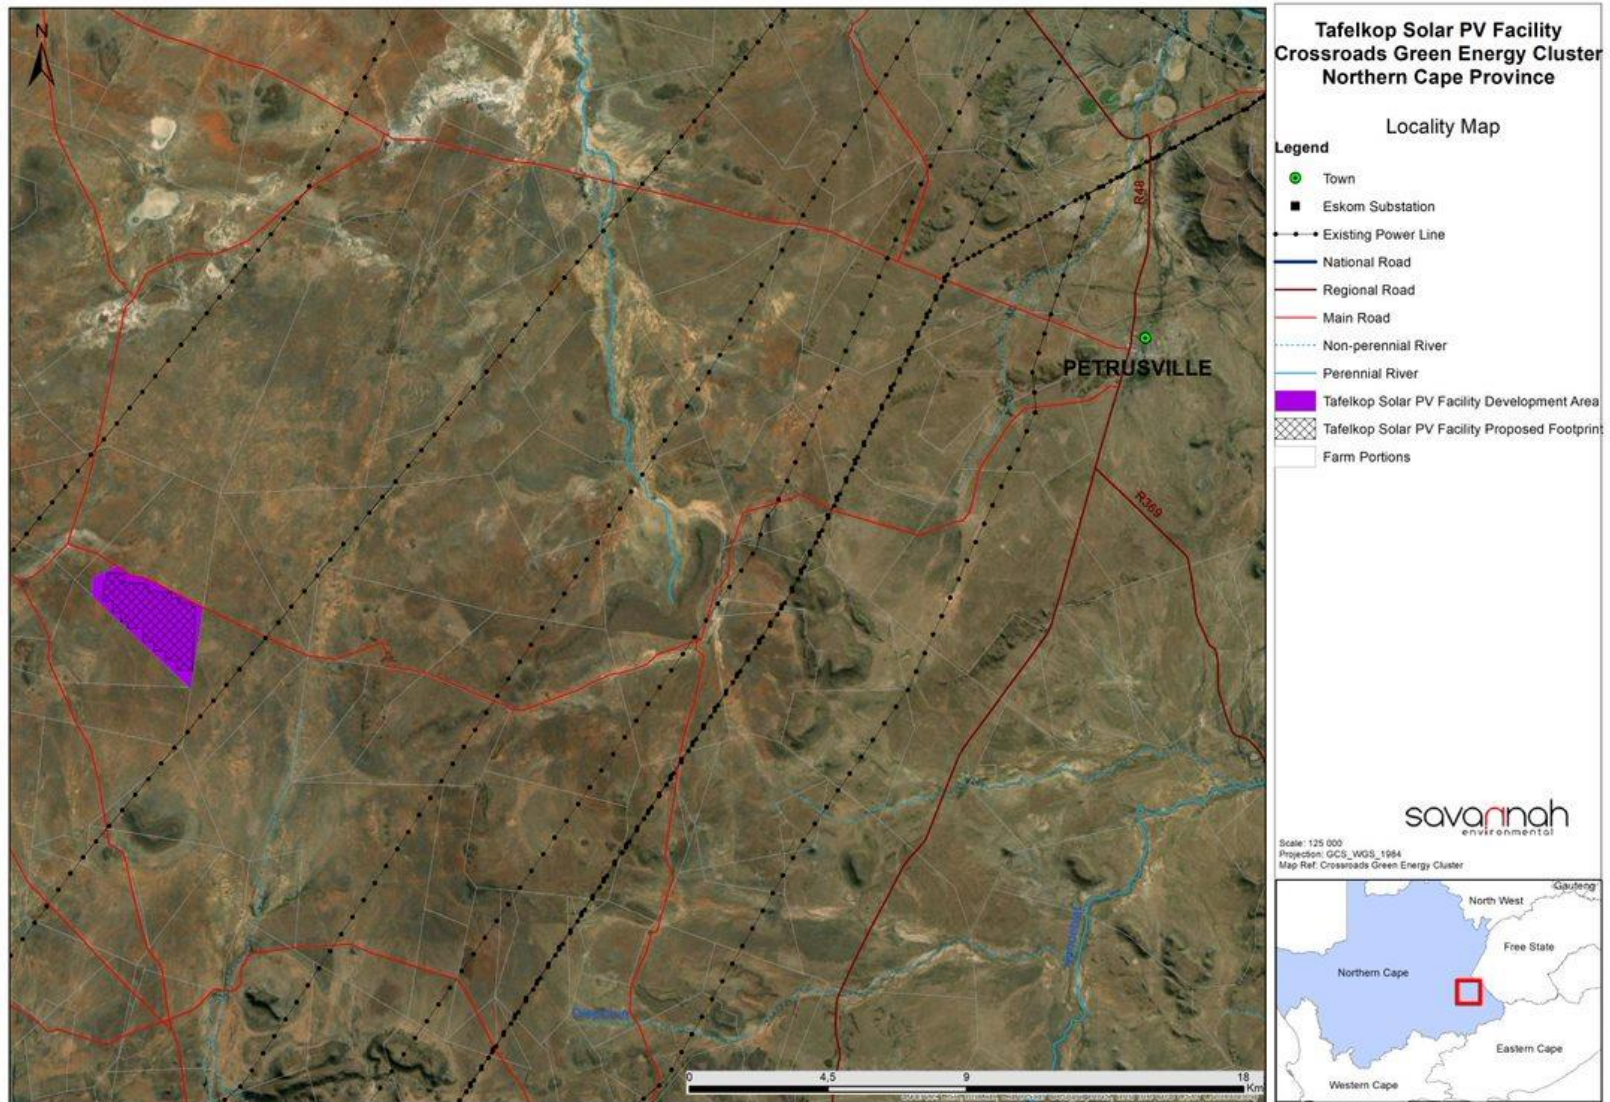 N
R48
PETRUSVILLE
R369
0 4,5 9 18
Km
Tafelkop Solar PV Facility
Crossroads Green Energy Cluster
Northern Cape Province
Locality Map
Legend
Town
Eskom Substation
Existing Power Line
National Road
Regional Road
Main Road
Non-perennial River
Perennial River
Tafelkop Solar PV Facility Development Area
Tafelkop Solar PV Facility Proposed Footprint
Farm Portions
savannah
environmental
Scale: 125 000
Projection: GCS_WGS_1984
Map Ref: Crossroads Green Energy Cluster
Gauteng
North West
Free State
Northern Cape
Eastern Cape
Western Cape